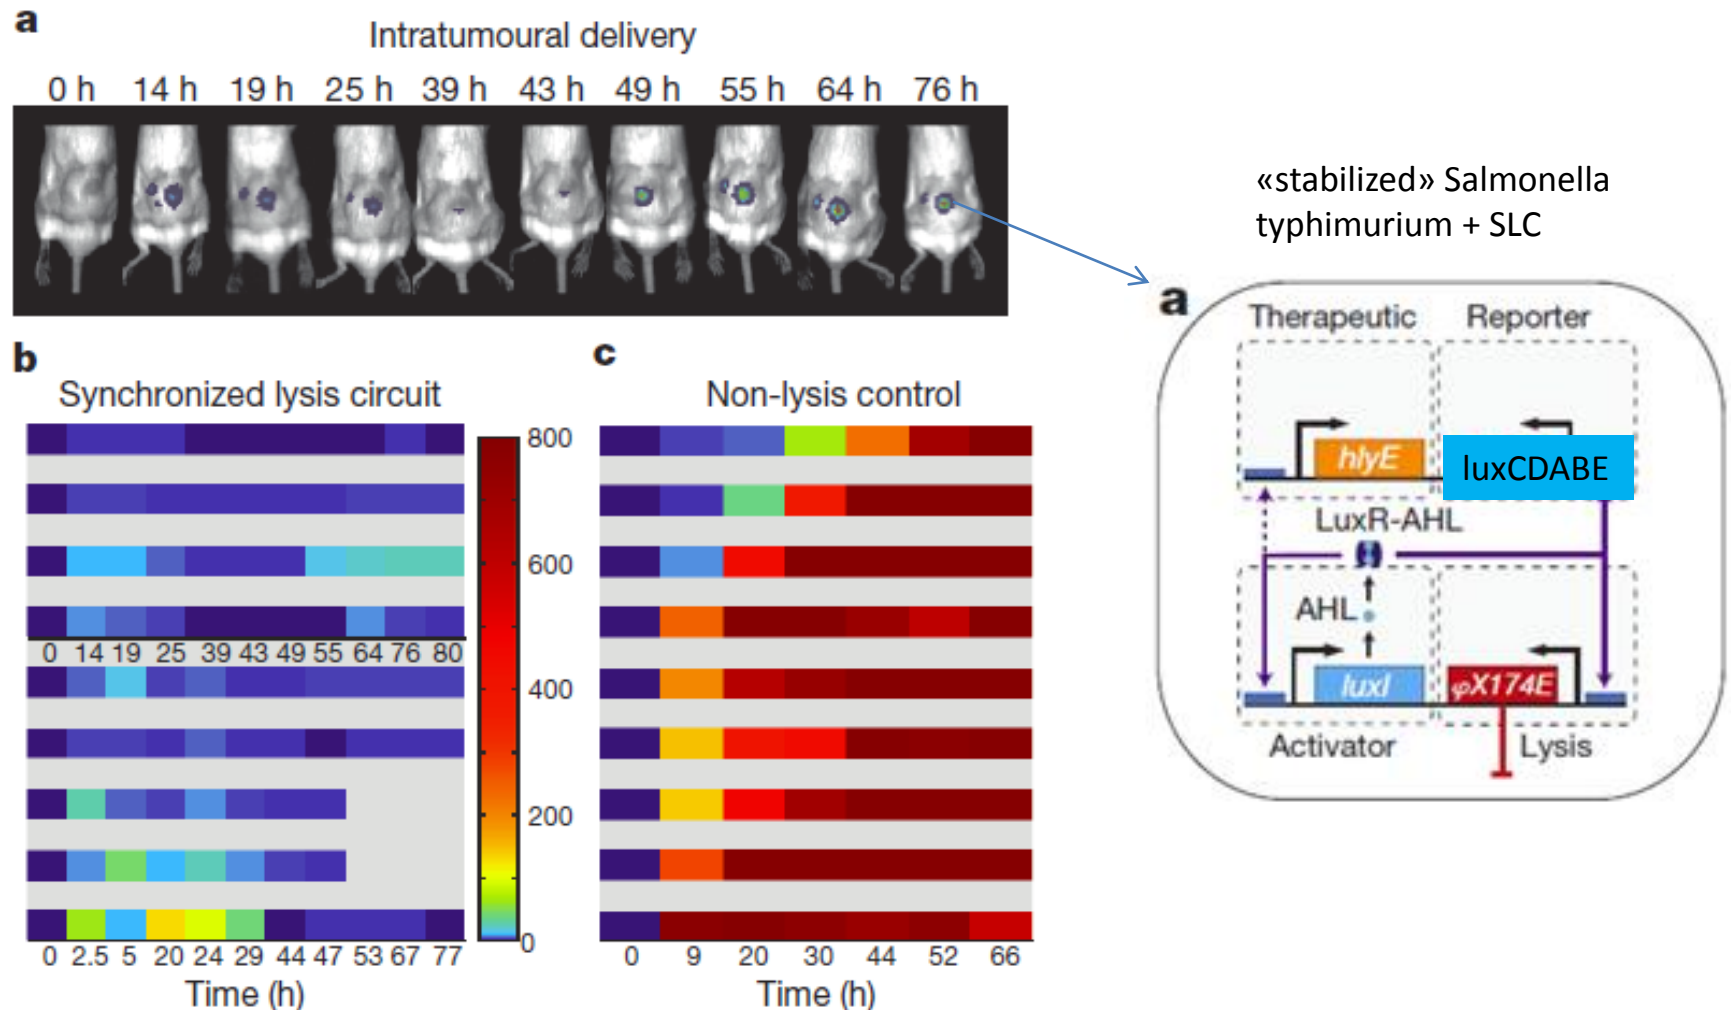 a
Intratumoural delivery
0 h 14 h 19 h 25 h 39 h 43 h 49 h 55 h 64 h 76 h
«stabilized» Salmonella
typhimurium + SLC
a
Therapeutic Reporter
hlyE
luxCDABE
LuxR-AHL
AHL
luxI
φX174E
Activator
Lysis
b
Synchronized lysis circuit
0 14 19 25 39 43 49 55 64 76 80
0 2.5 5 20 24 29 44 47 53 67 77
Time (h)
800
600
400
200
0
c
Non-lysis control
0 9 20 30 44 52 66
Time (h)